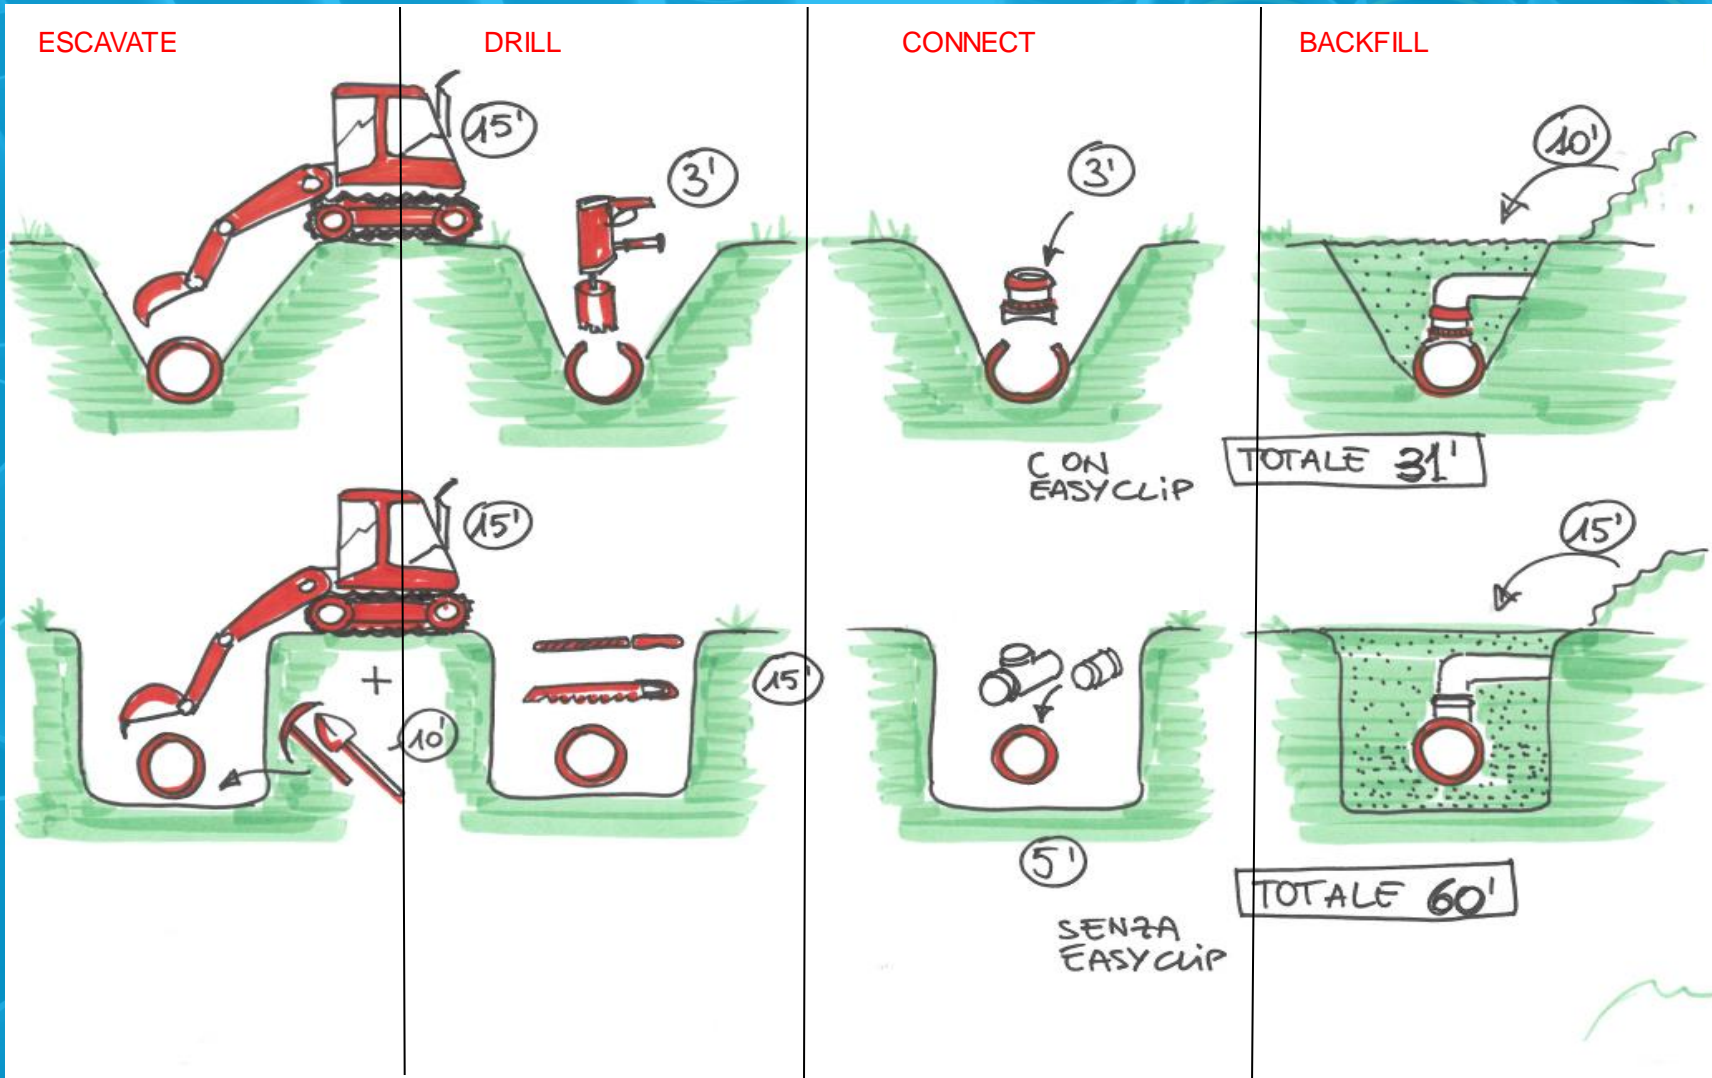 ESCAVATE
DRILL
CONNECT
BACKFILL
15'
3'
3'
10'
CON
EASYCLIP
TOTALE 31'
15'
+
10'
15'
5'
15'
SENZA
EASYCLIP
TOTALE 60'